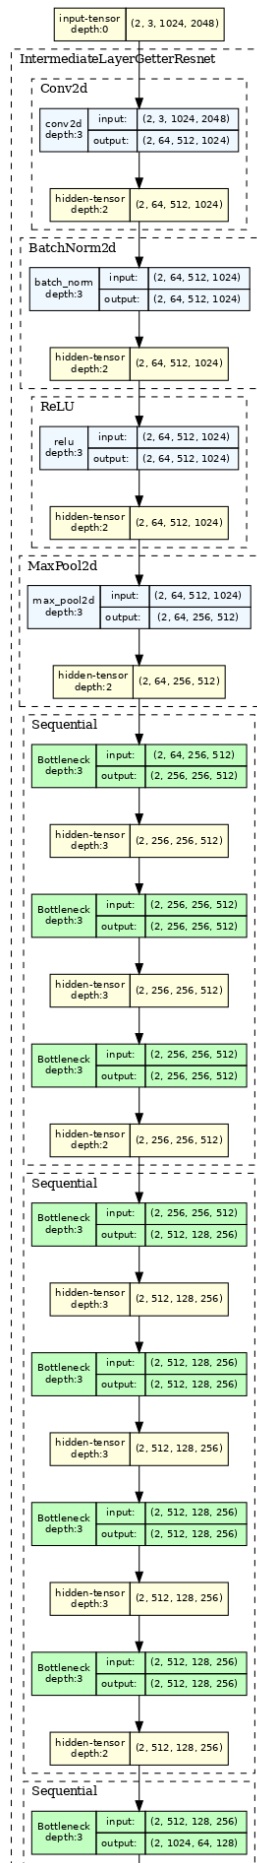 input-tensor
depth:0
(2, 3, 1024, 2048)
IntermediateLayerGetterResnet
Conv2d
conv2d
depth:3
input:
(2, 3, 1024, 2048)
output:
(2, 64, 512, 1024)
hidden-tensor
depth:2
(2, 64, 512, 1024)
BatchNorm2d
batch_norm
depth:3
input:
(2, 64, 512, 1024)
output:
(2, 64, 512, 1024)
hidden-tensor
depth:2
(2, 64, 512, 1024)
ReLU
relu
depth:3
input:
(2, 64, 512, 1024)
output:
(2, 64, 512, 1024)
hidden-tensor
depth:2
(2, 64, 512, 1024)
MaxPool2d
max_pool2d
depth:3
input:
(2, 64, 512, 1024)
output:
(2, 64, 256, 512)
hidden-tensor
depth:2
(2, 64, 256, 512)
Sequential
Bottleneck
depth:3
input:
(2, 64, 256, 512)
output:
(2, 256, 256, 512)
hidden-tensor
depth:3
(2, 256, 256, 512)
Bottleneck
depth:3
input:
(2, 256, 256, 512)
output:
(2, 256, 256, 512)
hidden-tensor
depth:3
(2, 256, 256, 512)
Bottleneck
depth:3
input:
(2, 256, 256, 512)
output:
(2, 256, 256, 512)
hidden-tensor
depth:2
(2, 256, 256, 512)
Sequential
Bottleneck
depth:3
input:
(2, 256, 256, 512)
output:
(2, 512, 128, 256)
hidden-tensor
depth:3
(2, 512, 128, 256)
Bottleneck
depth:3
input:
(2, 512, 128, 256)
output:
(2, 512, 128, 256)
hidden-tensor
depth:3
(2, 512, 128, 256)
Bottleneck
depth:3
input:
(2, 512, 128, 256)
output:
(2, 512, 128, 256)
hidden-tensor
depth:3
(2, 512, 128, 256)
Bottleneck
depth:3
input:
(2, 512, 128, 256)
output:
(2, 512, 128, 256)
hidden-tensor
depth:2
(2, 512, 128, 256)
Sequential
Bottleneck
depth:3
input:
(2, 512, 128, 256)
output:
(2, 1024, 64, 128)